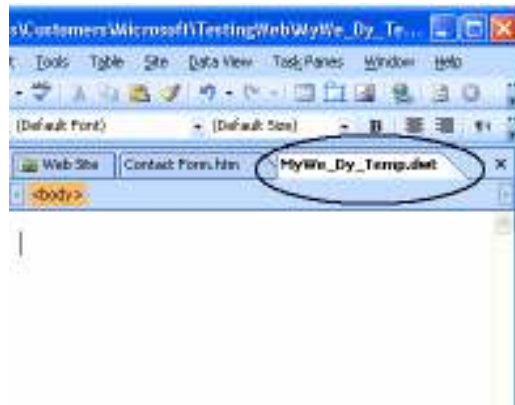 s\Customers\Microsoft\TestingWeb\MyWe_Dy_Te...
Tools Table Site Data View Task Panes Window Help
(Default Font) (Default Size) B
Web Site Contact Form.htm MyWe_Dy_Temp.dwt
<body>